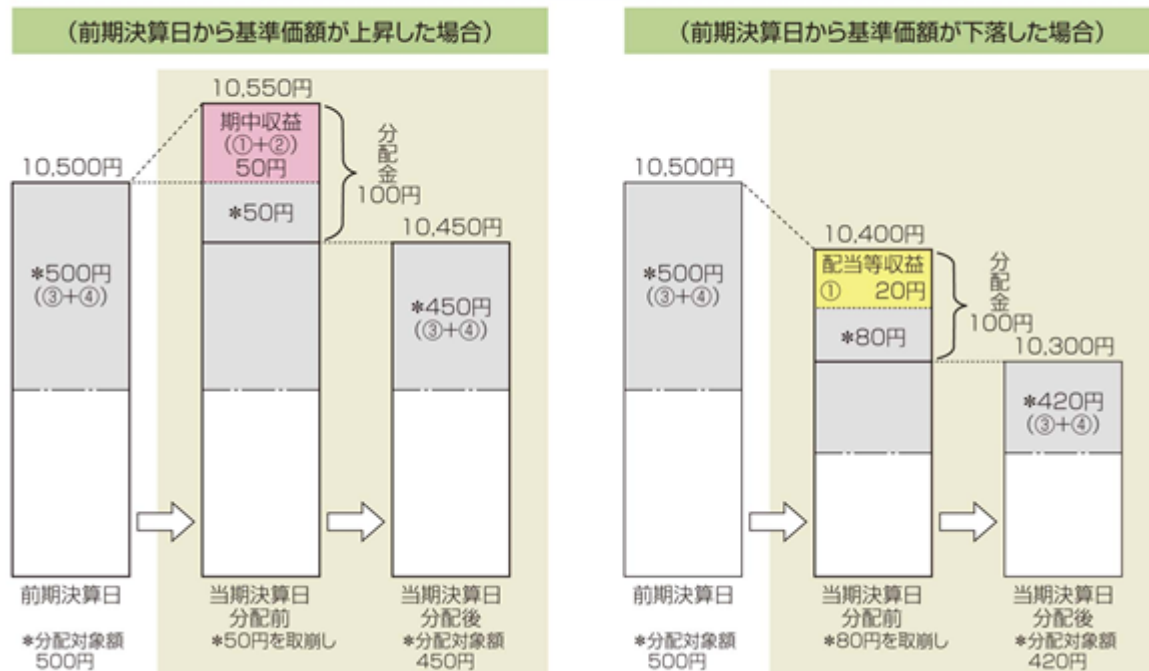 (前期決算日から基準価額が上昇した場合)
10,500円
*500円
(③+④)
前期決算日
*分配対象額
500円
10,550円
期中収益
(①+②)
50円
*50円
分配金
100円
当期決算日
分配前
*50円を取崩し
10,450円
*450円
(③+④)
当期決算日
分配後
*分配対象額
450円
(前期決算日から基準価額が下落した場合)
10,500円
*500円
(③+④)
前期決算日
*分配対象額
500円
10,400円
配当等収益
① 20円
*80円
分配金
100円
当期決算日
分配前
*80円を取崩し
10,300円
*420円
(③+④)
当期決算日
分配後
*分配対象額
420円